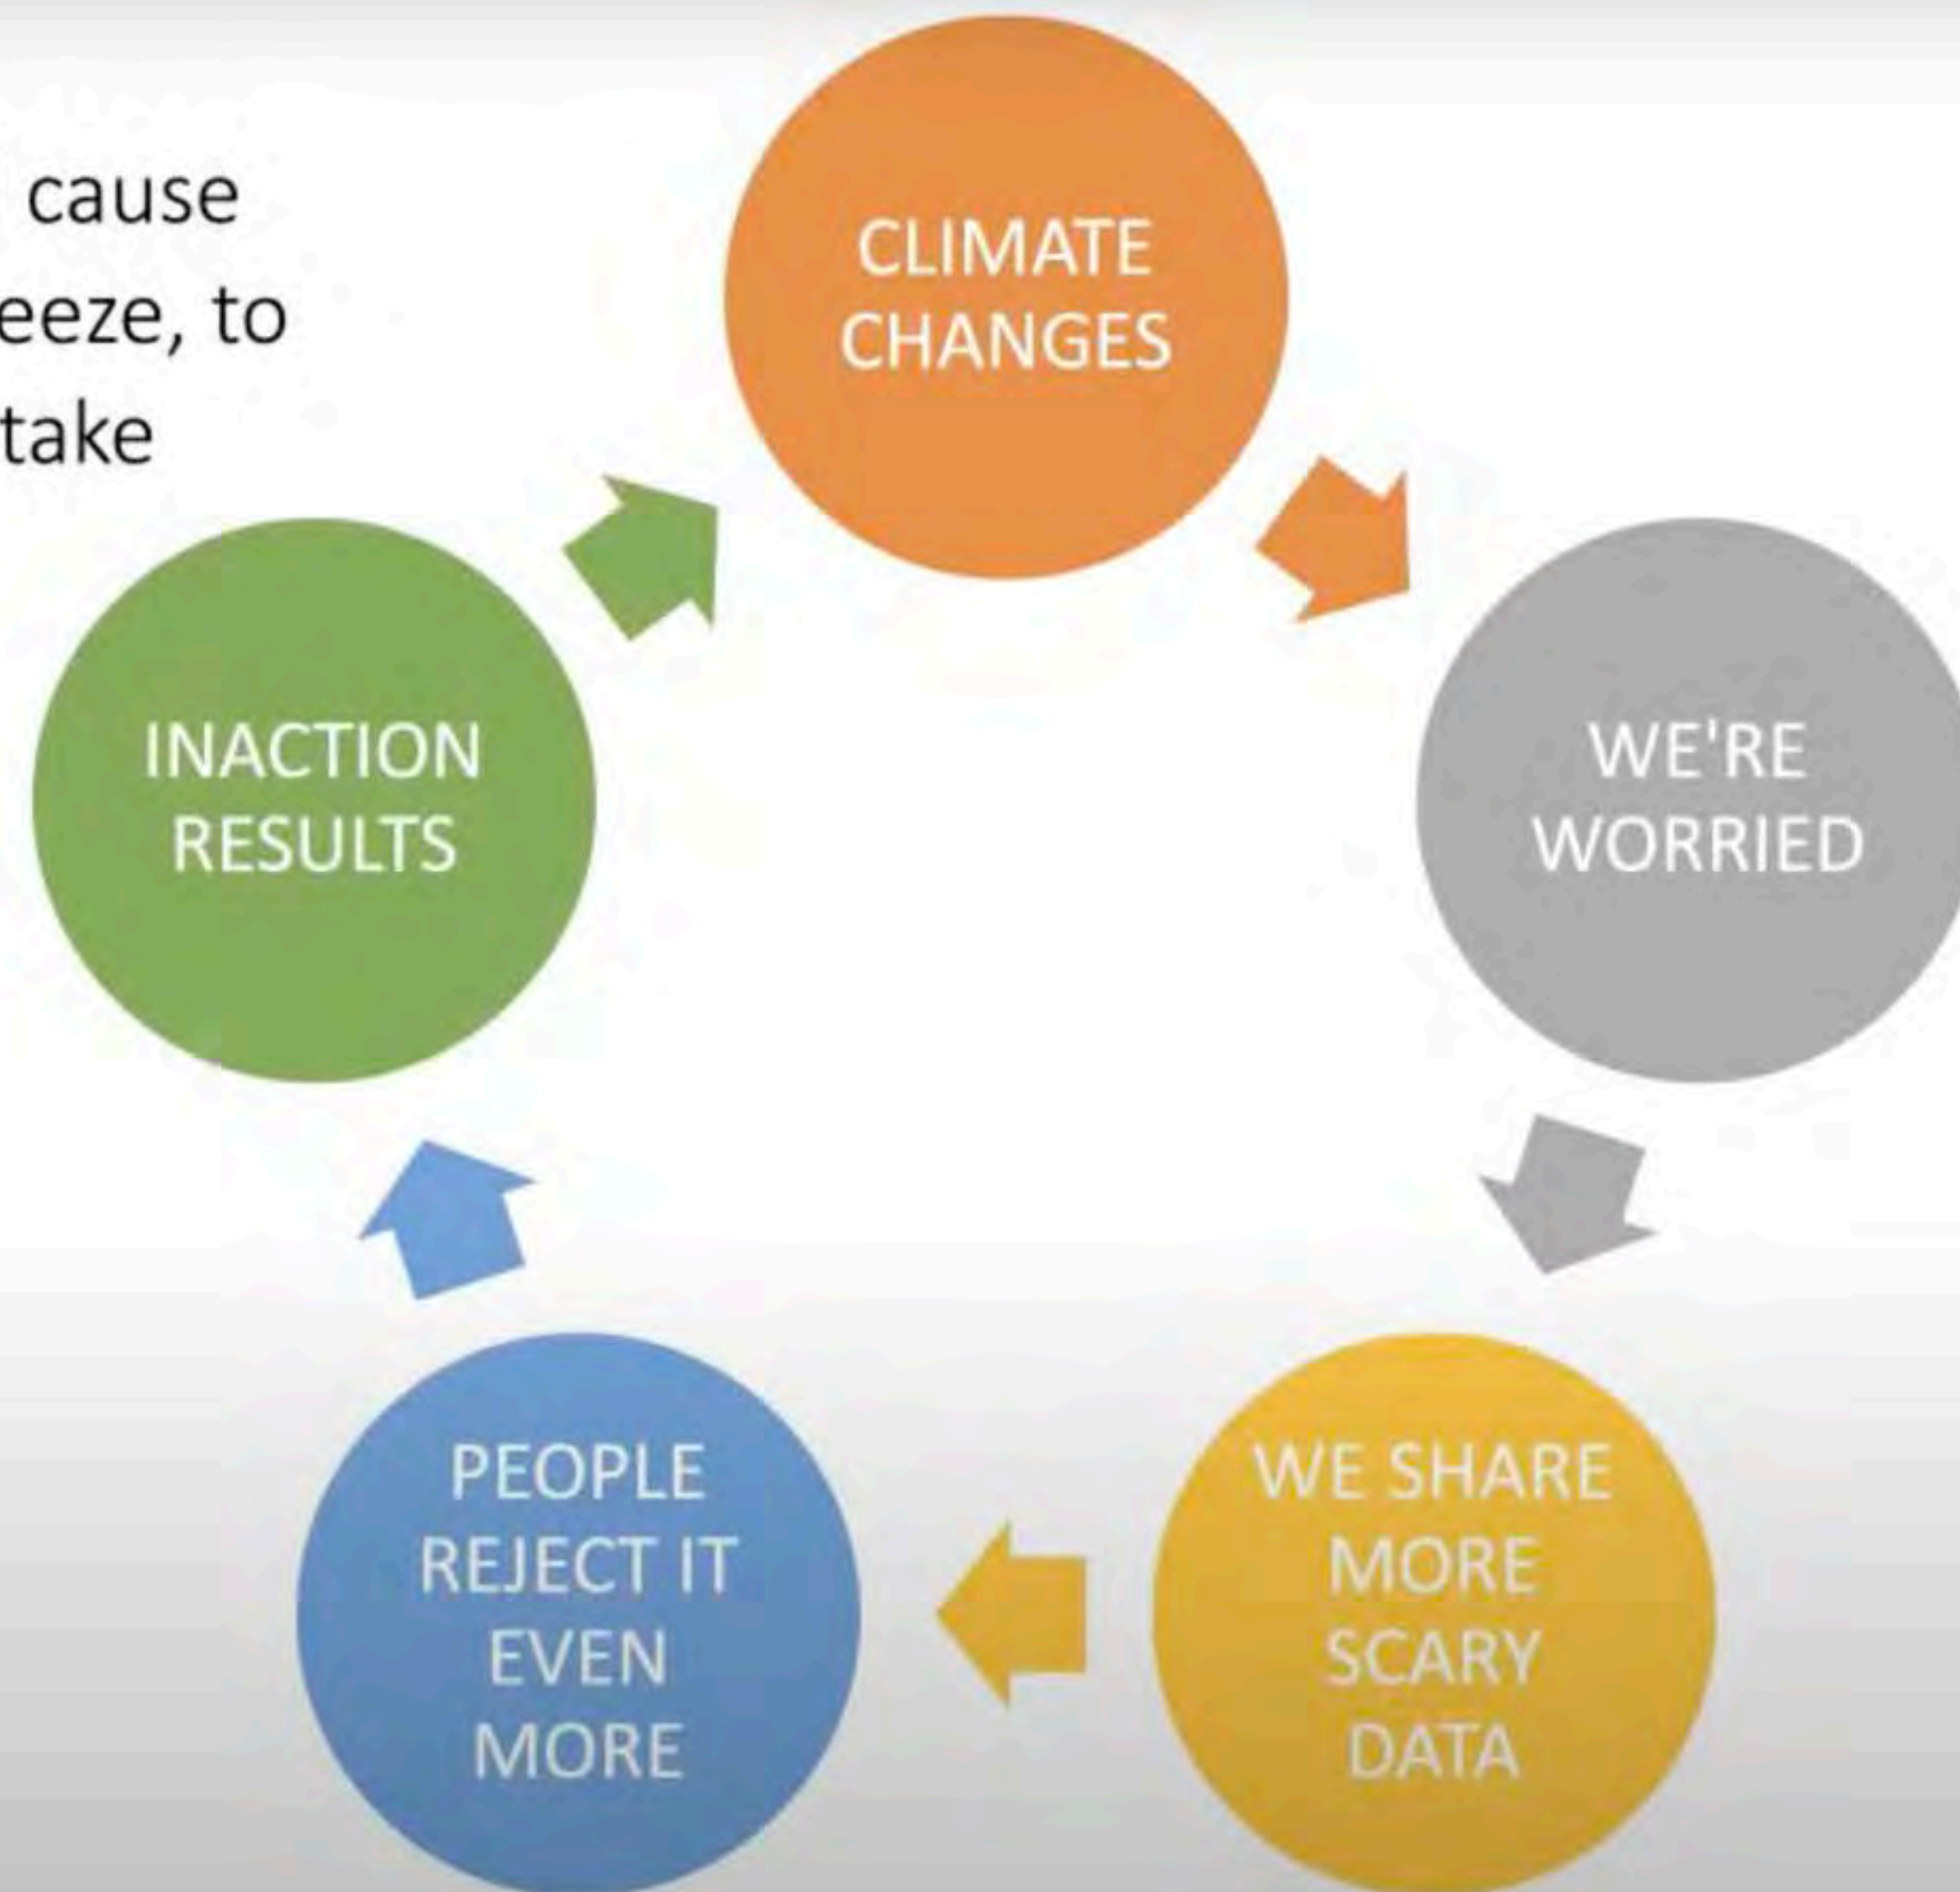 cause
to
take
CLIMATE
CHANGES
WE'RE
WORRIED
WE SHARE
MORE
SCARY
DATA
PEOPLE
REJECT IT
EVEN
MORE
INACTION
RESULTS